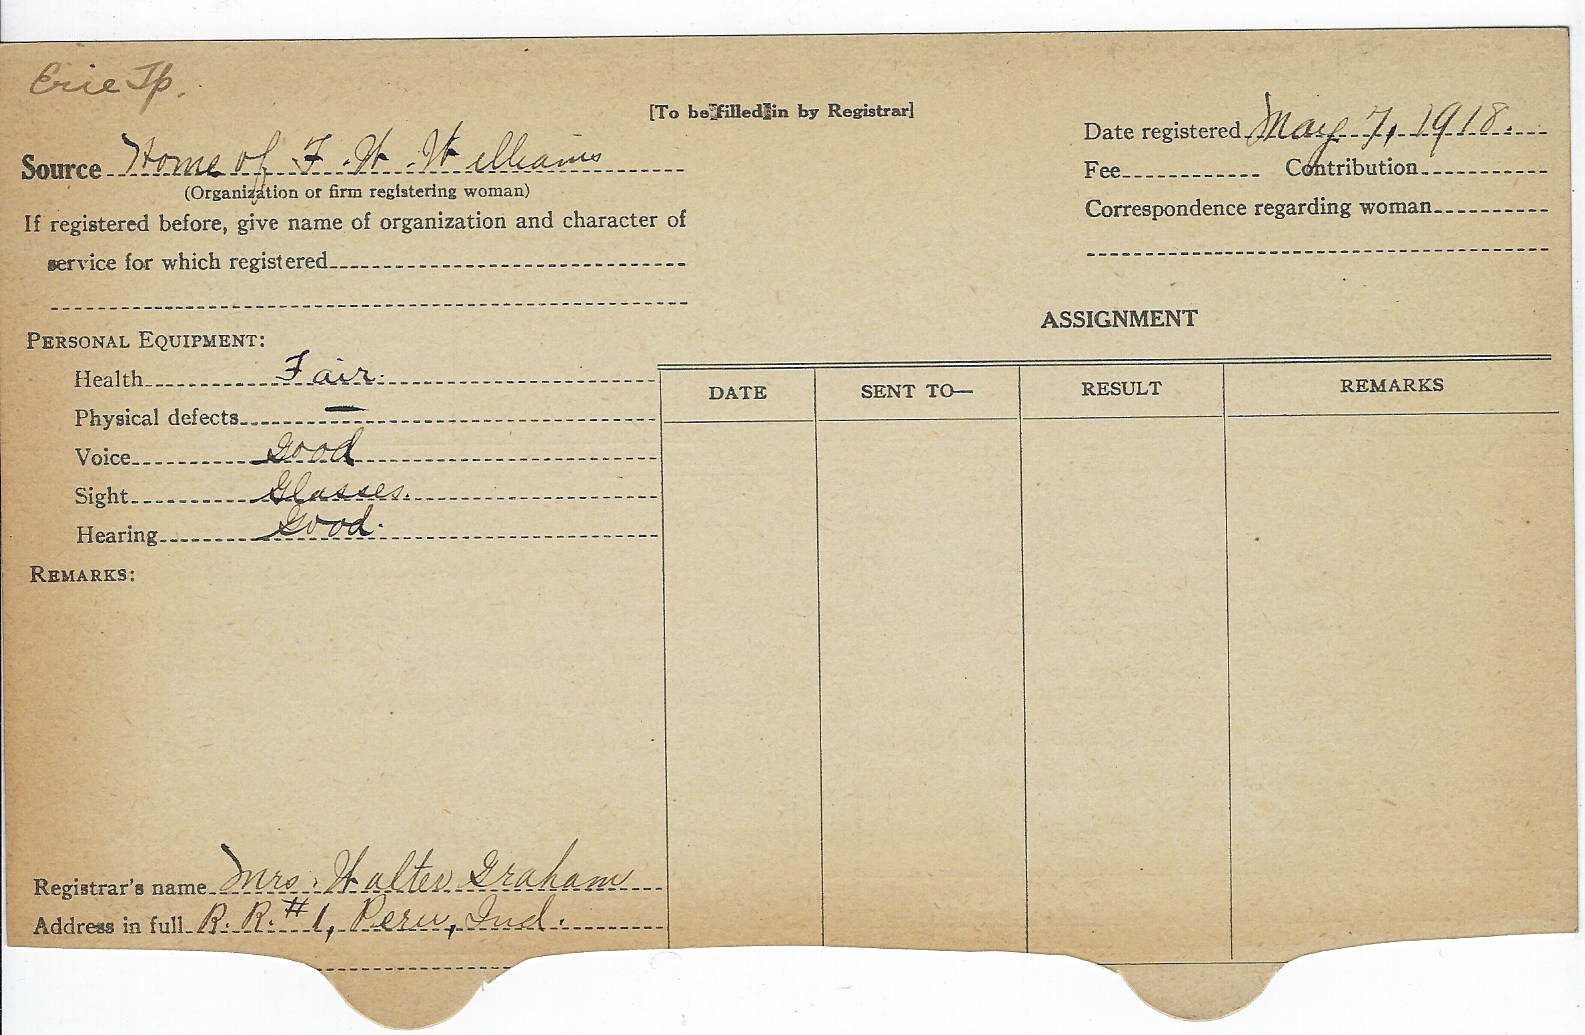 Erie Tp.
[To be filled in by Registrar]
Date registered May 7, 1918.
Source Home of F. W. Williams
Fee Contribution
(Organization or firm registering woman)
Correspondence regarding woman
If registered before, give name of organization and character of
service for which registered
ASSIGNMENT
PERSONAL EQUIPMENT:
Health Fair.
DATE SENT TO— RESULT REMARKS
Physical defects —
Voice Good
Sight Glasses.
Hearing Good.
REMARKS:
Registrar's name Mrs. Walter Graham
Address in full R. R. #1, Peru, Ind.